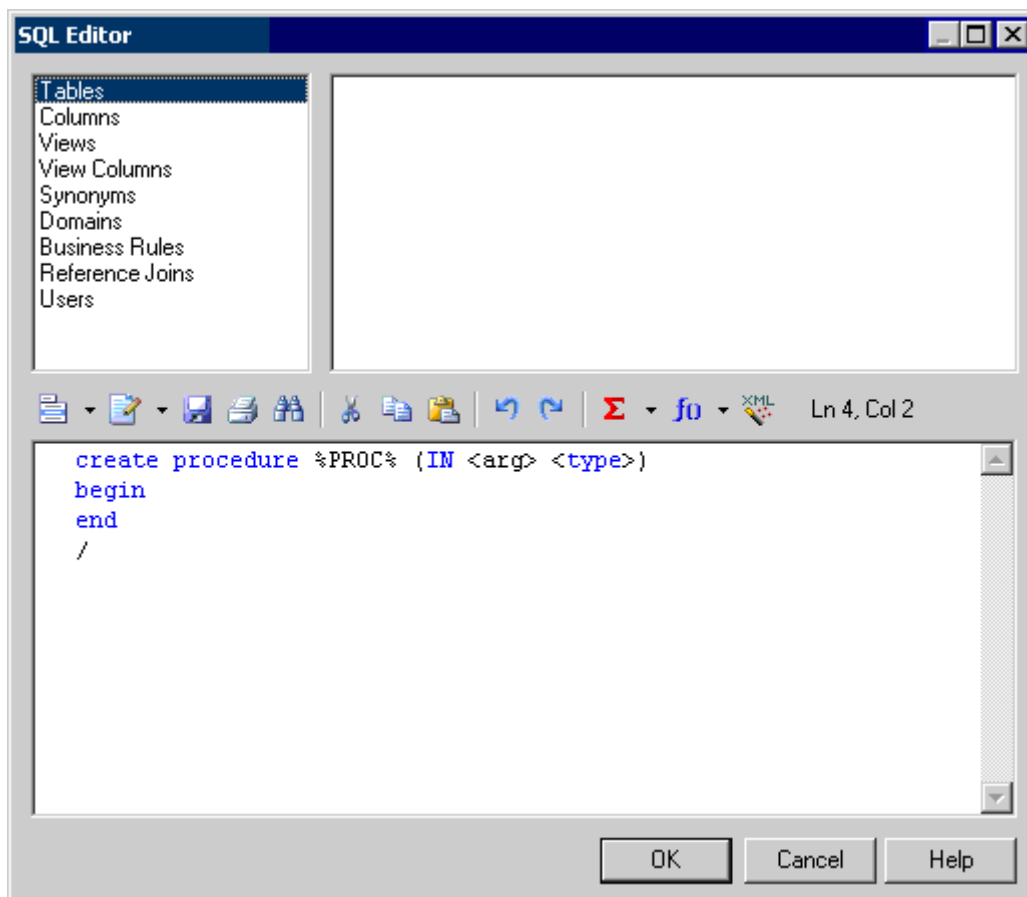 SQL Editor
Tables
Columns
Views
View Columns
Synonyms
Domains
Business Rules
Reference Joins
Users
Σ f() XML Ln 4, Col 2
create procedure %PROC% (IN <arg> <type>)
begin
end
/
OK Cancel Help